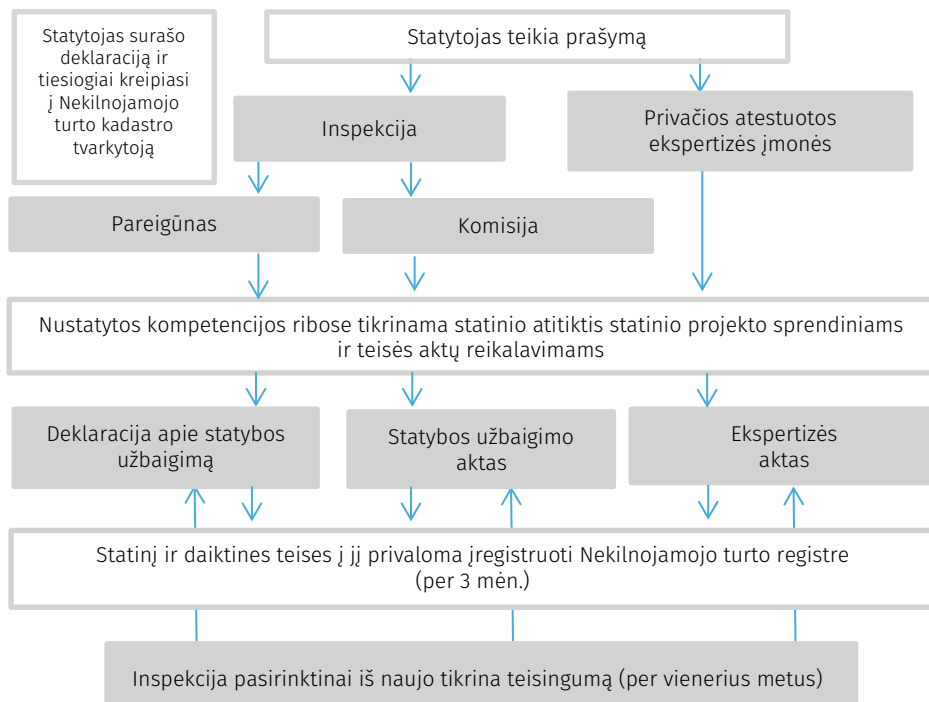 Statytojas surašo
deklaraciją ir
tiesiogiai kreipiasi
į Nekilnojamojo
turto kadastro
tvarkytoją
Statytojas teikia prašymą
Inspekcija
Privačios atestuotos
ekspertizės įmonės
Pareigūnas
Komisija
Nustatytos kompetencijos ribose tikrinama statinio atitiktis statinio projekto sprendiniams
ir teisės aktų reikalavimams
Deklaracija apie statybos
užbaigimą
Statybos užbaigimo
aktas
Ekspertizės
aktas
Statinį ir daiktines teises į jį privaloma įregistruoti Nekilnojamojo turto registre
(per 3 mėn.)
Inspekcija pasirinktinai iš naujo tikrina teisingumą (per vienerius metus)